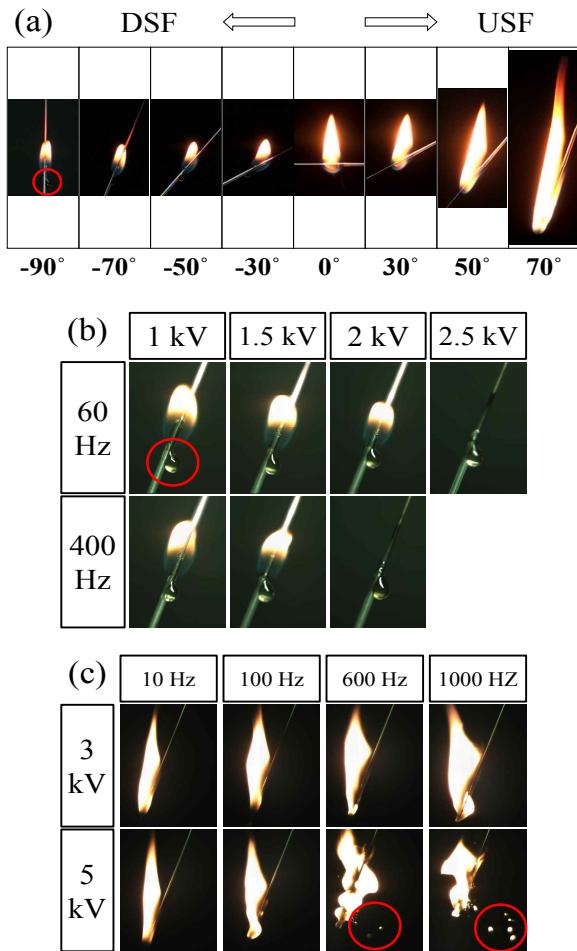 (a) DSF USF
-90˚ -70˚ -50˚ -30˚ 0˚ 30˚ 50˚ 70˚
(b)
1 kV 1.5 kV 2 kV 2.5 kV
60
Hz
400
Hz
(c)
10 Hz 100 Hz 600 Hz 1000 HZ
3
kV
5
kV